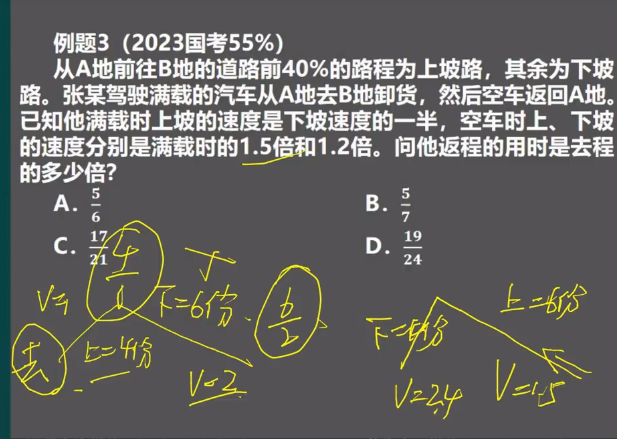 例题3（2023国考55%）
从A地前往B地的道路前40%的路程为上坡路，其余为下坡
路。张某驾驶满载的汽车从A地去B地卸货，然后空车返回A地。
已知他满载时上坡的速度是下坡速度的一半，空车时上、下坡
的速度分别是满载时的1.5倍和1.2倍。问他返程的用时是去程
的多少倍？
A. 5/6
B. 5/7
C. 17/21
D. 19/24
4/1
V=1
下=6份
6/2
上=6份
去
上=4份
下=4份
V=2
V=2.4
V=1.5